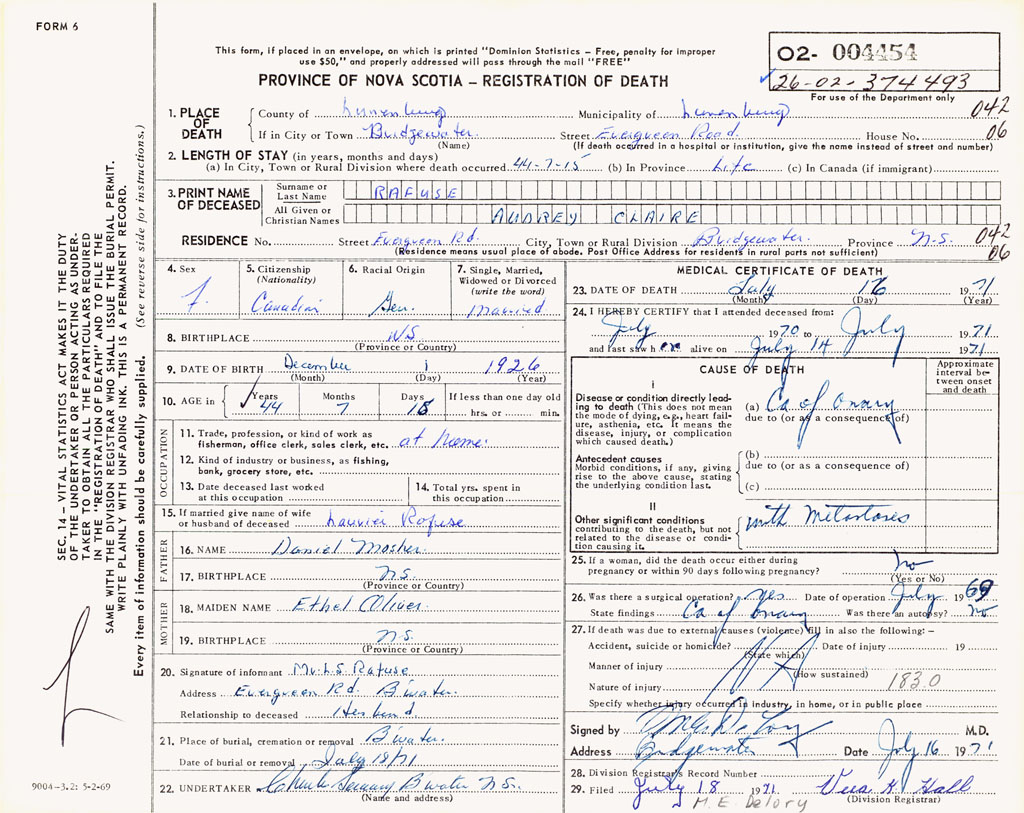 FORM 6
This form, if placed in an envelope, on which is printed "Dominion Statistics – Free, penalty for improper
use $50," and properly addressed will pass through the mail "FREE"
PROVINCE OF NOVA SCOTIA – REGISTRATION OF DEATH
02- 004454
26-02-374493
For use of the Department only
1. PLACE OF DEATH
County of Lunenburg Municipality of Lunenburg 042
If in City or Town Bridgewater Street Evergreen Road House No. 06
(Name) (If death occurred in a hospital or institution, give the name instead of street and number)
2. LENGTH OF STAY (in years, months and days)
(a) In City, Town or Rural Division where death occurred 44-7-15 (b) In Province Life (c) In Canada (if immigrant)
3. PRINT NAME OF DECEASED
Surname or Last Name RAFUSE
All Given or Christian Names AUDREY CLAIRE
RESIDENCE No. Street Evergreen Rd. City, Town or Rural Division Bridgewater Province N.S. 042
(Residence means usual place of abode. Post Office Address for residents in rural parts not sufficient) 06
4. Sex
f.
5. Citizenship
(Nationality)
Canadian
6. Racial Origin
Ger.
7. Single, Married,
Widowed or Divorced
(write the word)
Married
8. BIRTHPLACE NS
(Province or Country)
9. DATE OF BIRTH December 1 1926
(Month) (Day) (Year)
10. AGE in Years 44 Months 7 Days 15 If less than one day old
hrs. or min.
OCCUPATION
11. Trade, profession, or kind of work as
fisherman, office clerk, sales clerk, etc. at home
12. Kind of industry or business, as fishing,
bank, grocery store, etc.
13. Date deceased last worked
at this occupation
14. Total yrs. spent in
this occupation
15. If married give name of wife
or husband of deceased Rafuse
FATHER
16. NAME Daniel Mosher
17. BIRTHPLACE N.S.
(Province or Country)
MOTHER
18. MAIDEN NAME Ethel Oliver
19. BIRTHPLACE N.S.
(Province or Country)
20. Signature of informant Mr. L.S. Rafuse
Address Evergreen Rd. B'water
Relationship to deceased Husband
21. Place of burial, cremation or removal B'water
Date of burial or removal July 18/71
22. UNDERTAKER B'water N.S.
(Name and address)
MEDICAL CERTIFICATE OF DEATH
23. DATE OF DEATH July 16 1971
(Month) (Day) (Year)
24. I HEREBY CERTIFY that I attended deceased from:
July 1970 to July 1971
and last saw her alive on July 14 1971
CAUSE OF DEATH
Approximate
interval be-
tween onset
and death
I
Disease or condition directly lead-
ing to death (This does not mean
the mode of dying, e.g., heart fail-
ure, asthenia, etc. It means the
disease, injury, or complication
which caused death.)
(a) Ca of Ovary
due to (or as a consequence of)
Antecedent causes
Morbid conditions, if any, giving
rise to the above cause, stating
the underlying condition last.
(b)
due to (or as a consequence of)
(c)
II
Other significant conditions
contributing to the death, but not
related to the disease or condi-
tion causing it.
with Metastases
25. If a woman, did the death occur either during
pregnancy or within 90 days following pregnancy? no
(Yes or No)
26. Was there a surgical operation? yes Date of operation July 1969
State findings Ca of Ovary Was there an autopsy? no
27. If death was due to external causes (violence) fill in also the following: –
Accident, suicide or homicide? Date of injury 19
(State which)
Manner of injury
(How sustained)
Nature of injury 183.0
Specify whether injury occurred in industry, in home, or in public place
Signed by M.D.
Address Bridgewater Date July 16 1971
28. Division Registrar's Record Number
29. Filed July 18 1971 Vera K. Hall
M. E. DeLory (Division Registrar)
SEC. 14 – VITAL STATISTICS ACT MAKES IT THE DUTY
OF THE UNDERTAKER OR PERSON ACTING AS UNDER-
TAKER TO OBTAIN ALL THE PARTICULARS REQUIRED
IN THE "REGISTRATION OF DEATH" AND TO FILE THE
SAME WITH THE DIVISION REGISTRAR WHO SHALL ISSUE THE BURIAL PERMIT.
WRITE PLAINLY WITH UNFADING INK. THIS IS A PERMANENT RECORD.
Every item of information should be carefully supplied. (See reverse side for instructions.)
9004-3.2: 5-2-69